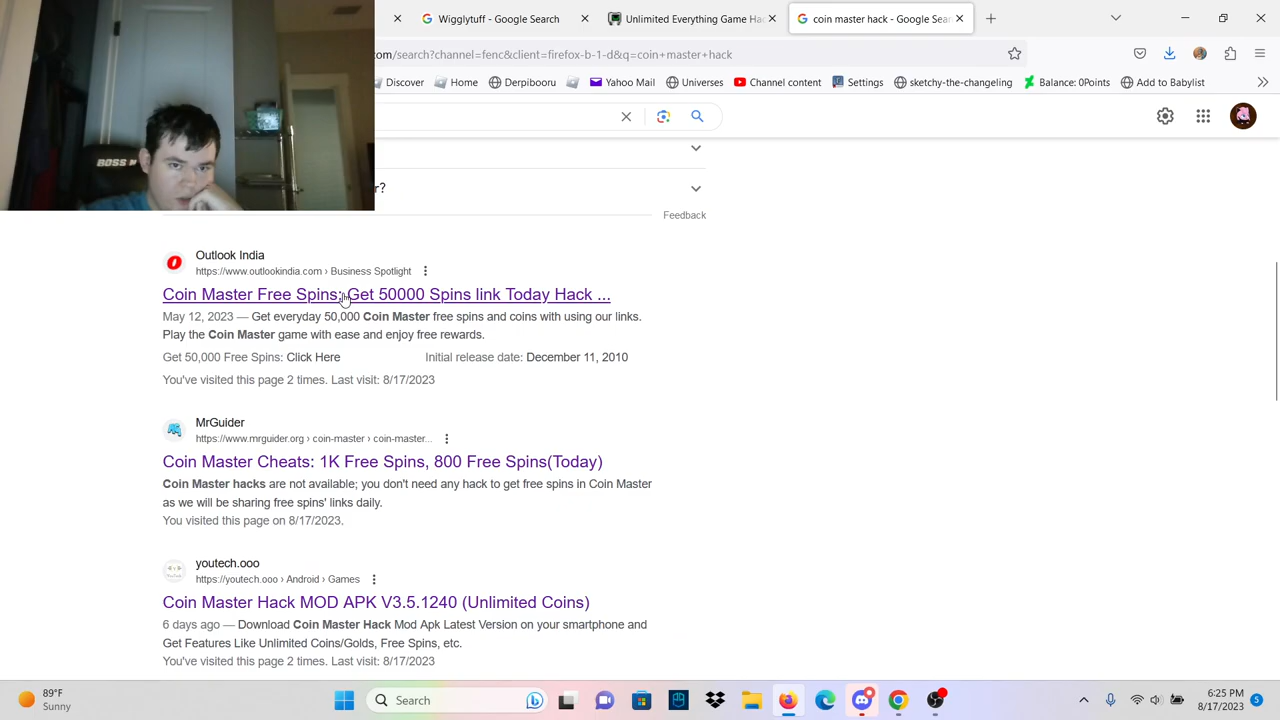 Wigglytuff - Google Search
Unlimited Everything Game Ha
coin master hack - Google Sea
om/search?channel=fenc&client=firefox-b-1-d&q=coin+master+hack
Discover
Home
Derpibooru
Yahoo Mail
Universes
Channel content
Settings
sketchy-the-changeling
Balance: 0Points
Add to Babylist
BOSS M
r?
Feedback
Outlook India
https://www.outlookindia.com › Business Spotlight
Coin Master Free Spins: Get 50000 Spins link Today Hack ...
May 12, 2023 — Get everyday 50,000 Coin Master free spins and coins with using our links.
Play the Coin Master game with ease and enjoy free rewards.
Get 50,000 Free Spins: Click Here Initial release date: December 11, 2010
You've visited this page 2 times. Last visit: 8/17/2023
MrGuider
https://www.mrguider.org › coin-master › coin-master...
Coin Master Cheats: 1K Free Spins, 800 Free Spins(Today)
Coin Master hacks are not available; you don't need any hack to get free spins in Coin Master
as we will be sharing free spins' links daily.
You visited this page on 8/17/2023.
youtech.ooo
https://youtech.ooo › Android › Games
Coin Master Hack MOD APK V3.5.1240 (Unlimited Coins)
6 days ago — Download Coin Master Hack Mod Apk Latest Version on your smartphone and
Get Features Like Unlimited Coins/Golds, Free Spins, etc.
You've visited this page 2 times. Last visit: 8/17/2023
89°F
Sunny
Search
6:25 PM
8/17/2023
5